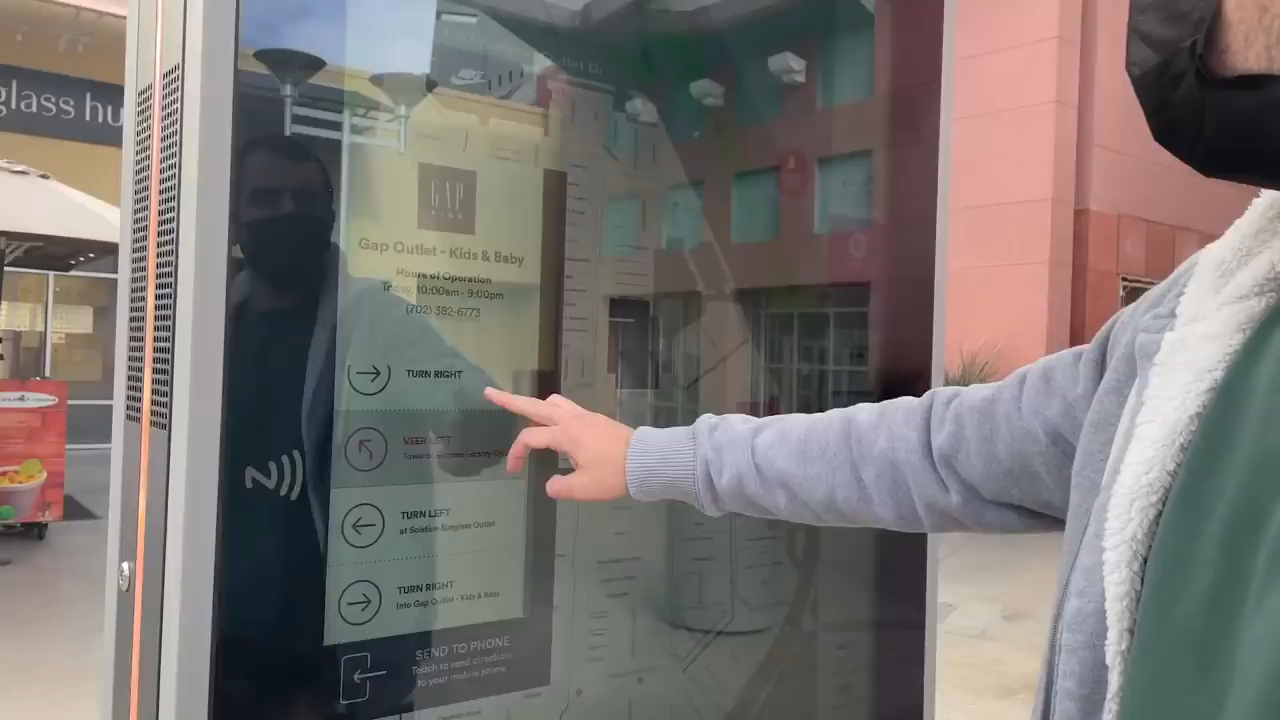 glass hu
Outlet Dr
GAP
KIDS
Gap Outlet - Kids & Baby
Hours of Operation
Today, 10:00am - 9:00pm
(702) 382-6773
TURN RIGHT
VEER LEFT
TURN LEFT
at Solstice Sunglass Outlet
TURN RIGHT
Into Gap Outlet - Kids & Baby
SEND TO PHONE
Touch to send directions
to your mobile phone